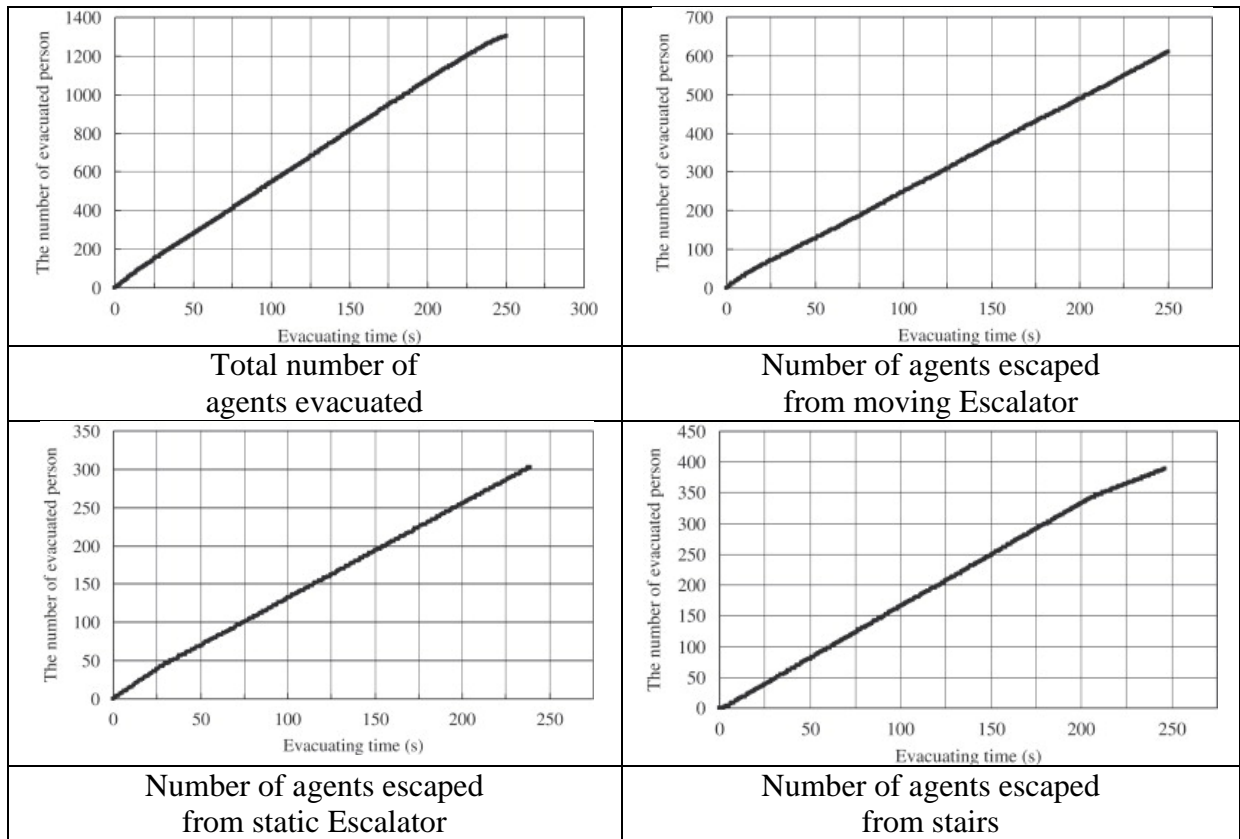 1400
1200
1000
800
600
400
200
0
The number of evacuated person
0 50 100 150 200 250 300
Evacuating time (s)
Total number of
agents evacuated
700
600
500
400
300
200
100
0
The number of evacuated person
0 50 100 150 200 250
Evacuating time (s)
Number of agents escaped
from moving Escalator
350
300
250
200
150
100
50
0
The number of evacuated person
0 50 100 150 200 250
Evacuating time (s)
Number of agents escaped
from static Escalator
450
400
350
300
250
200
150
100
50
0
The number of evacuated person
0 50 100 150 200 250
Evacuating time (s)
Number of agents escaped
from stairs